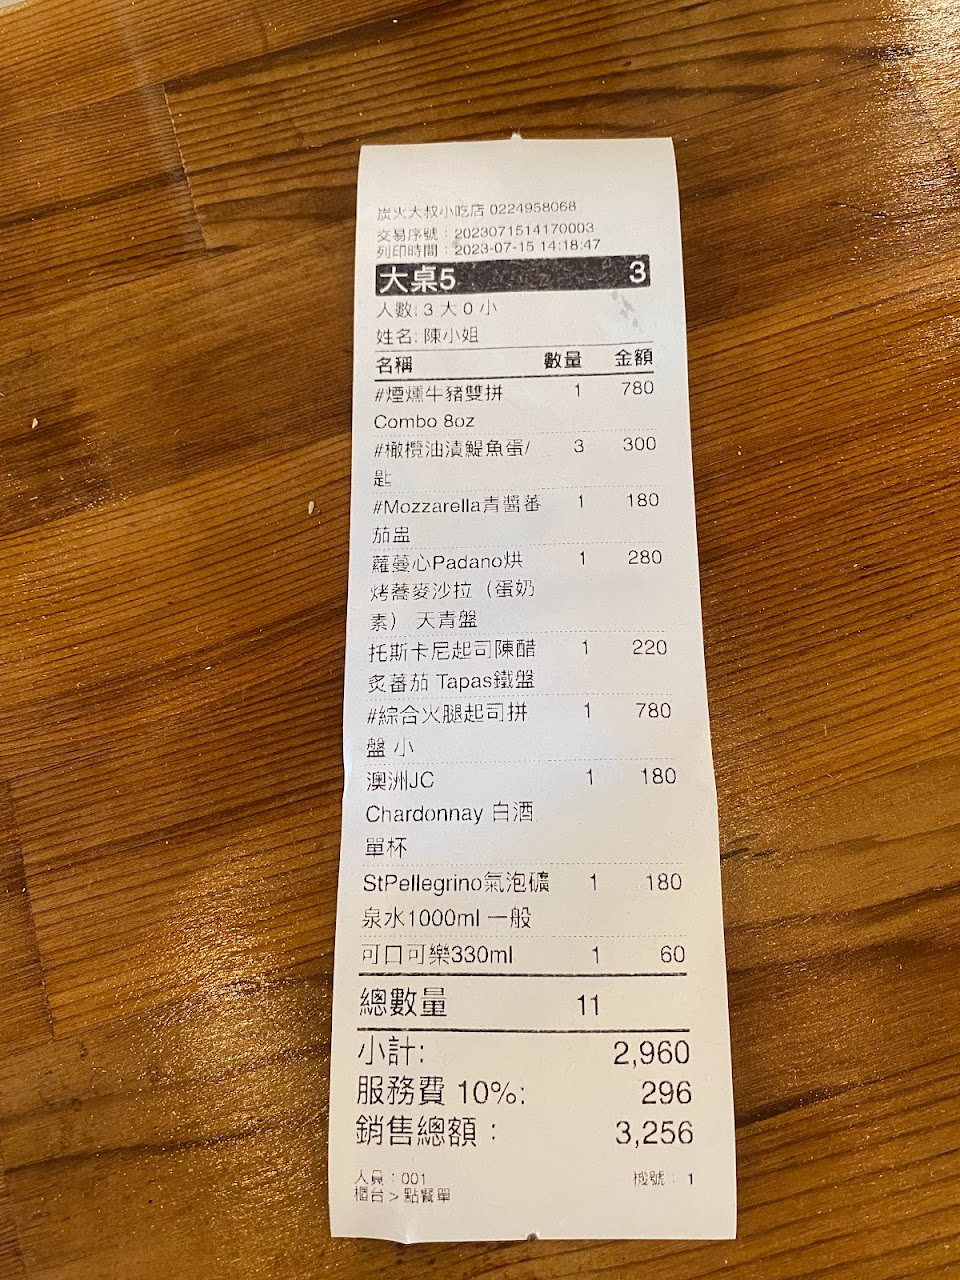 炭火大叔小吃店 0224958068
交易序號：2023071514170003
列印時間：2023-07-15 14:18:47
大桌5 3
人數: 3 大 0 小
姓名: 陳小姐
名稱 數量 金額
#煙燻牛豬雙拼 1 780
Combo 8oz
#橄欖油漬鯷魚蛋/ 3 300
匙
#Mozzarella青醬蕃 1 180
茄盅
蘿蔓心Padano烘 1 280
烤蕎麥沙拉（蛋奶
素） 天青盤
托斯卡尼起司陳醋 1 220
炙蕃茄 Tapas鐵盤
#綜合火腿起司拼 1 780
盤 小
澳洲JC 1 180
Chardonnay 白酒
單杯
StPellegrino氣泡礦 1 180
泉水1000ml 一般
可口可樂330ml 1 60
總數量 11
小計: 2,960
服務費 10%: 296
銷售總額： 3,256
人員：001 機號： 1
櫃台 > 點餐單